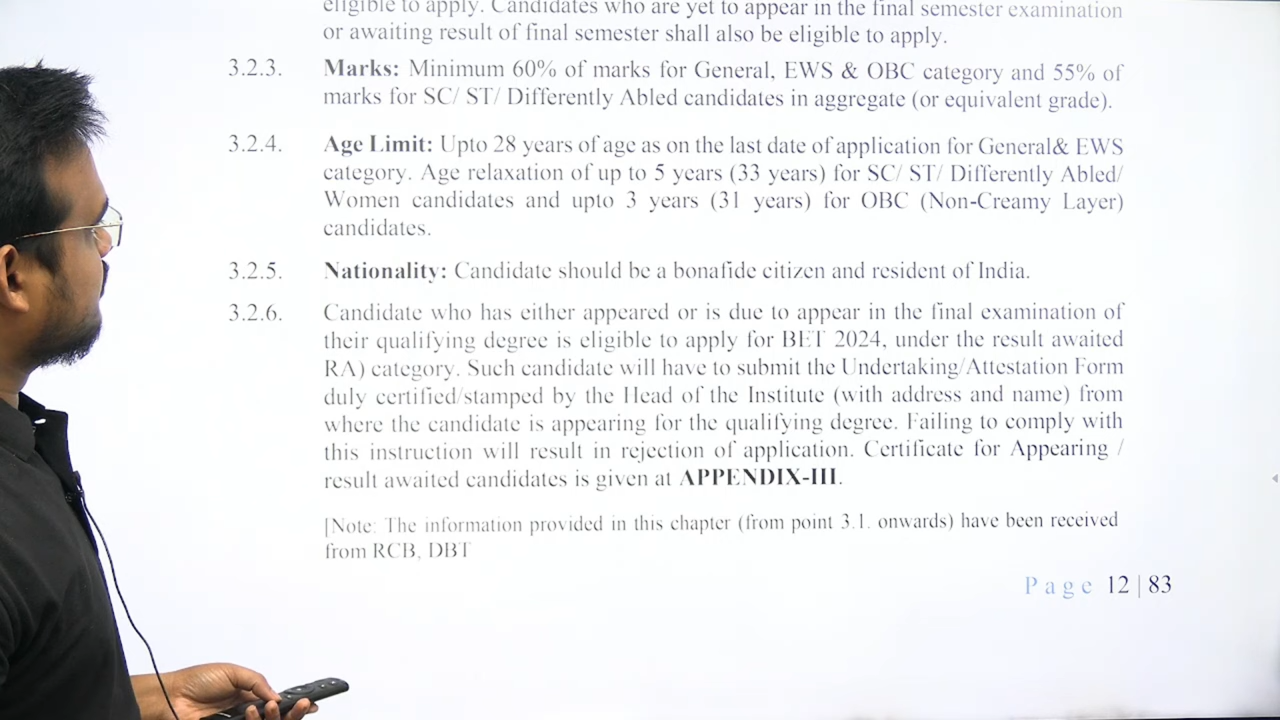 eligible to apply. Candidates who are yet to appear in the final semester examination
or awaiting result of final semester shall also be eligible to apply.
3.2.3. Marks: Minimum 60% of marks for General, EWS & OBC category and 55% of
marks for SC/ ST/ Differently Abled candidates in aggregate (or equivalent grade).
3.2.4. Age Limit: Upto 28 years of age as on the last date of application for General& EWS
category. Age relaxation of up to 5 years (33 years) for SC/ ST/ Differently Abled/
Women candidates and upto 3 years (31 years) for OBC (Non-Creamy Layer)
candidates.
3.2.5. Nationality: Candidate should be a bonafide citizen and resident of India.
3.2.6. Candidate who has either appeared or is due to appear in the final examination of
their qualifying degree is eligible to apply for BET 2024, under the result awaited
RA) category. Such candidate will have to submit the Undertaking/Attestation Form
duly certified/stamped by the Head of the Institute (with address and name) from
where the candidate is appearing for the qualifying degree. Failing to comply with
this instruction will result in rejection of application. Certificate for Appearing /
result awaited candidates is given at APPENDIX-III.
[Note: The information provided in this chapter (from point 3.1. onwards) have been received
from RCB, DBT
Page 12 | 83